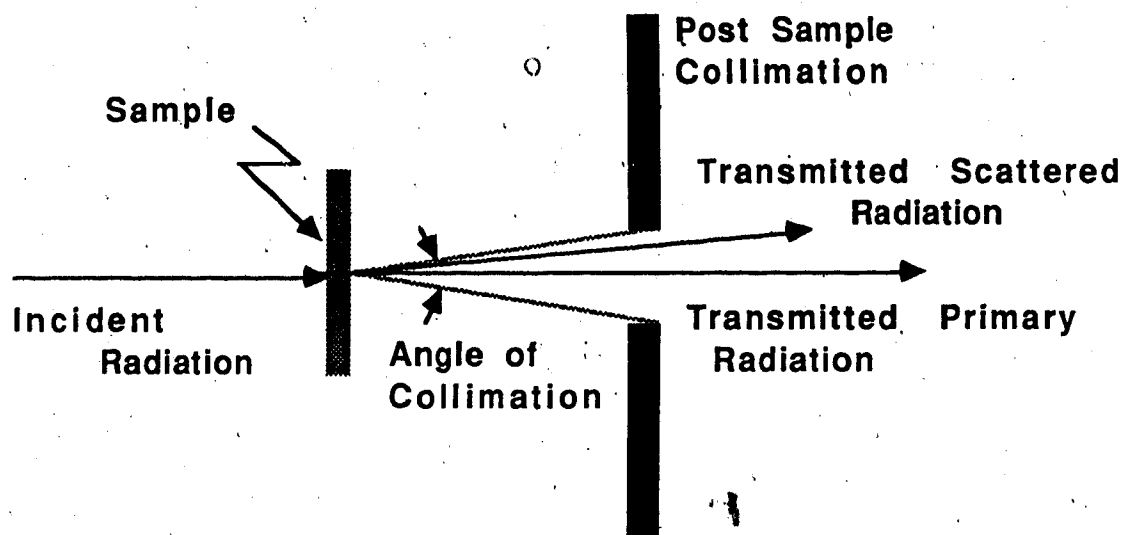 Post Sample
Collimation
Sample
Transmitted Scattered
Radiation
Incident
Radiation
Transmitted Primary
Radiation
Angle of
Collimation